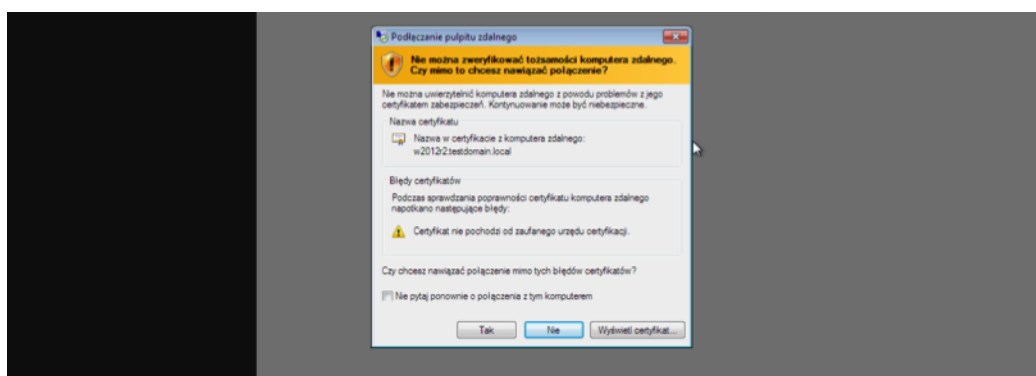 Podłączanie pulpitu zdalnego
Nie można zweryfikować tożsamości komputera zdalnego.
Czy mimo to chcesz nawiązać połączenie?
Nie można uwierzytelnić komputera zdalnego z powodu problemów z jego
certyfikatem zabezpieczeń. Kontynuowanie może być niebezpieczne.
Nazwa certyfikatu
Nazwa w certyfikacie z komputera zdalnego:
w2012r2.testdomain.local
Błędy certyfikatów
Podczas sprawdzania poprawności certyfikatu komputera zdalnego
napotkano następujące błędy:
Certyfikat nie pochodzi od zaufanego urzędu certyfikacji.
Czy chcesz nawiązać połączenie mimo tych błędów certyfikatów?
Nie pytaj ponownie o połączenia z tym komputerem
Tak
Nie
Wyświetl certyfikat...